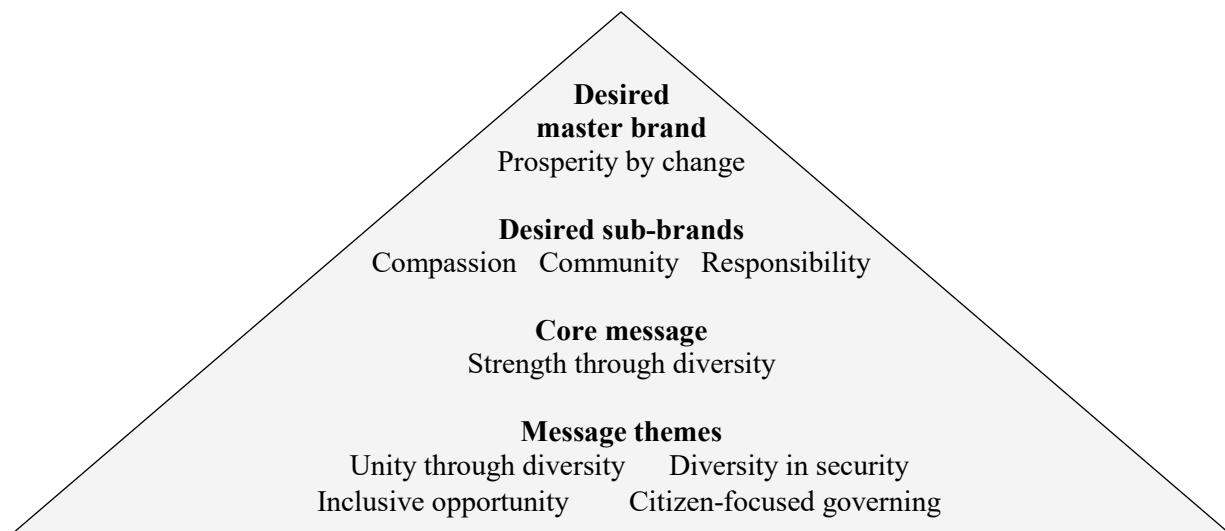 Desired
master brand
Prosperity by change
Desired sub-brands
Compassion Community Responsibility
Core message
Strength through diversity
Message themes
Unity through diversity Diversity in security
Inclusive opportunity Citizen-focused governing